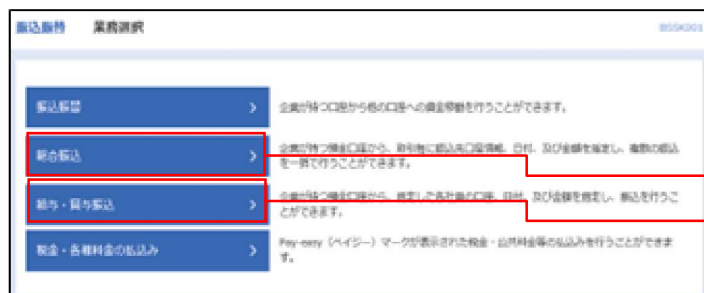 振込振替 業務選択
BSSK001
振込振替
企業が持つ口座から他の口座への資金移動を行うことができます。
総合振込
企業が持つ預金口座から、取引毎に振込先口座情報、日付、及び金額を指定し、複数の振込
を一括で行うことができます。
給与・賞与振込
企業が持つ預金口座から、指定した各社員の口座、日付、及び金額を指定し、振込を行うこ
とができます。
税金・各種料金の払込み
Pay-easy（ペイジー）マークが表示された税金・公共料金等の払込みを行うことができま
す。